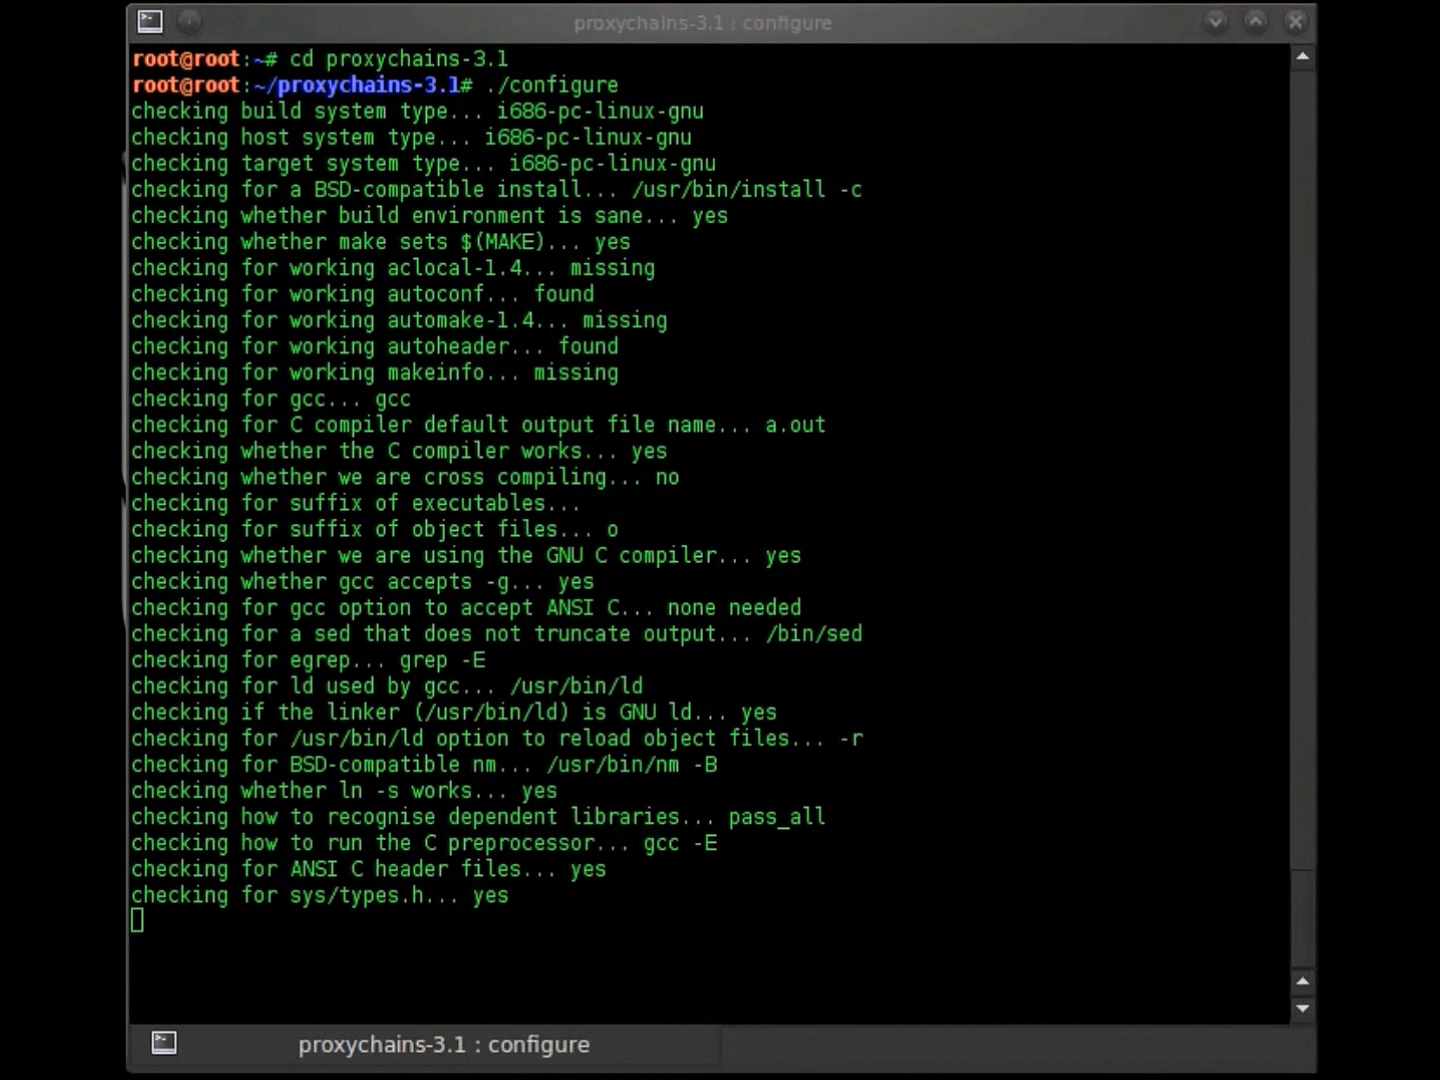 proxychains-3.1 : configure
root@root:~# cd proxychains-3.1
root@root:~/proxychains-3.1# ./configure
checking build system type... i686-pc-linux-gnu
checking host system type... i686-pc-linux-gnu
checking target system type... i686-pc-linux-gnu
checking for a BSD-compatible install... /usr/bin/install -c
checking whether build environment is sane... yes
checking whether make sets $(MAKE)... yes
checking for working aclocal-1.4... missing
checking for working autoconf... found
checking for working automake-1.4... missing
checking for working autoheader... found
checking for working makeinfo... missing
checking for gcc... gcc
checking for C compiler default output file name... a.out
checking whether the C compiler works... yes
checking whether we are cross compiling... no
checking for suffix of executables...
checking for suffix of object files... o
checking whether we are using the GNU C compiler... yes
checking whether gcc accepts -g... yes
checking for gcc option to accept ANSI C... none needed
checking for a sed that does not truncate output... /bin/sed
checking for egrep... grep -E
checking for ld used by gcc... /usr/bin/ld
checking if the linker (/usr/bin/ld) is GNU ld... yes
checking for /usr/bin/ld option to reload object files... -r
checking for BSD-compatible nm... /usr/bin/nm -B
checking whether ln -s works... yes
checking how to recognise dependent libraries... pass_all
checking how to run the C preprocessor... gcc -E
checking for ANSI C header files... yes
checking for sys/types.h... yes
proxychains-3.1 : configure